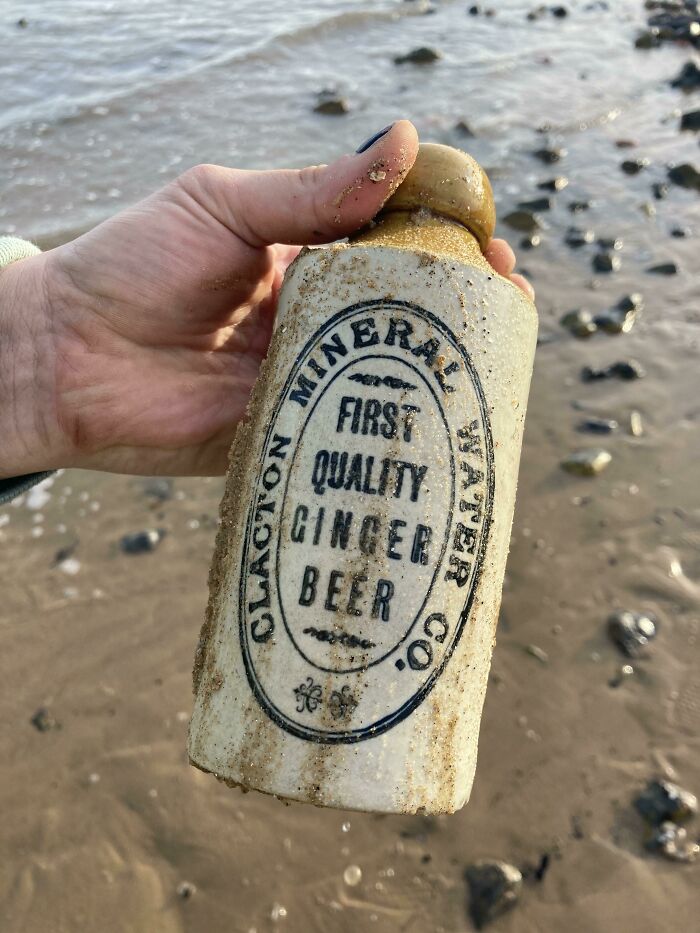 CLACTON MINERAL WATER CO.
FIRST
QUALITY
GINGER
BEER